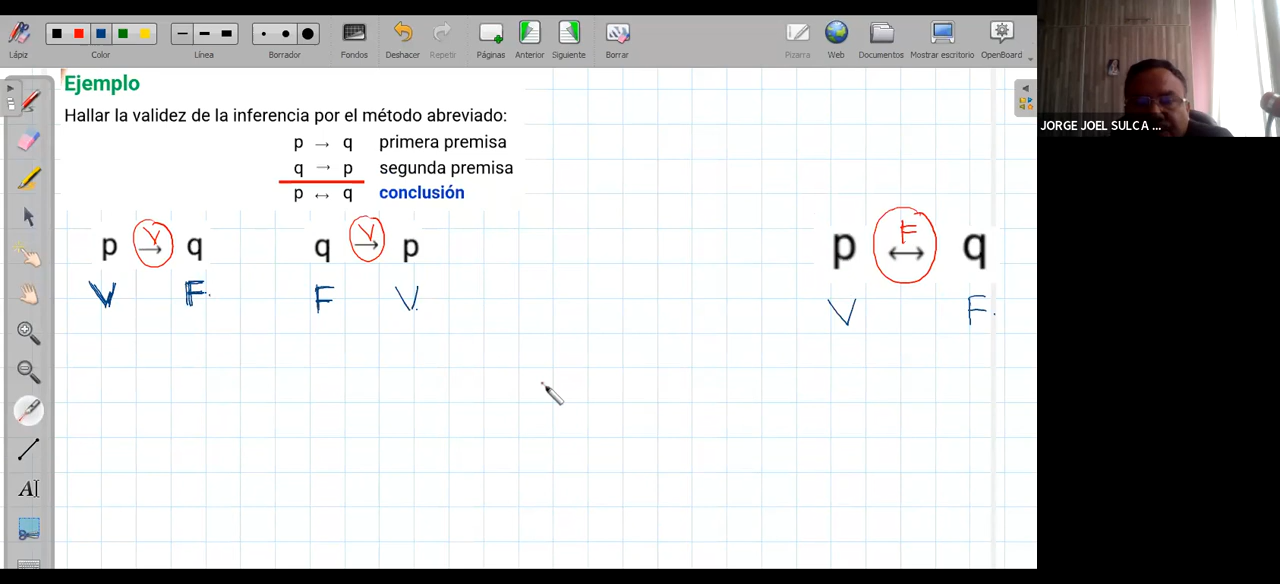 Lápiz
Color
Línea
Borrador
Fondos
Deshacer
Repetir
Páginas
Anterior
Siguiente
Borrar
Pizarra
Web
Documentos
Mostrar escritorio
OpenBoard
JORGE JOEL SULCA ...
Ejemplo
Hallar la validez de la inferencia por el método abreviado:
p → q primera premisa
q → p segunda premisa
p ↔ q conclusión
V V F
p → q q → p p ↔ q
V F. F V. V F.
AI